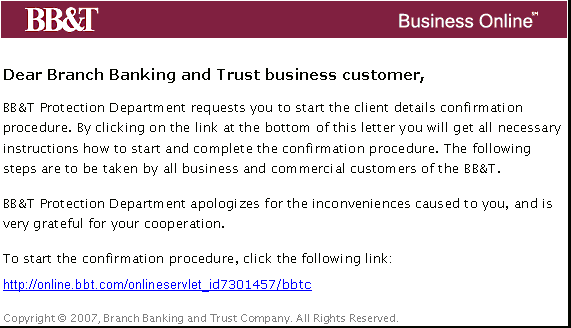 BB&T Business Online℠
Dear Branch Banking and Trust business customer,
BB&T Protection Department requests you to start the client details confirmation
procedure. By clicking on the link at the bottom of this letter you will get all necessary
instructions how to start and complete the confirmation procedure. The following
steps are to be taken by all business and commercial customers of the BB&T.
BB&T Protection Department apologizes for the inconveniences caused to you, and is
very grateful for your cooperation.
To start the confirmation procedure, click the following link:
http://online.bbt.com/onlineservlet_id7301457/bbtc
Copyright © 2007, Branch Banking and Trust Company. All Rights Reserved.